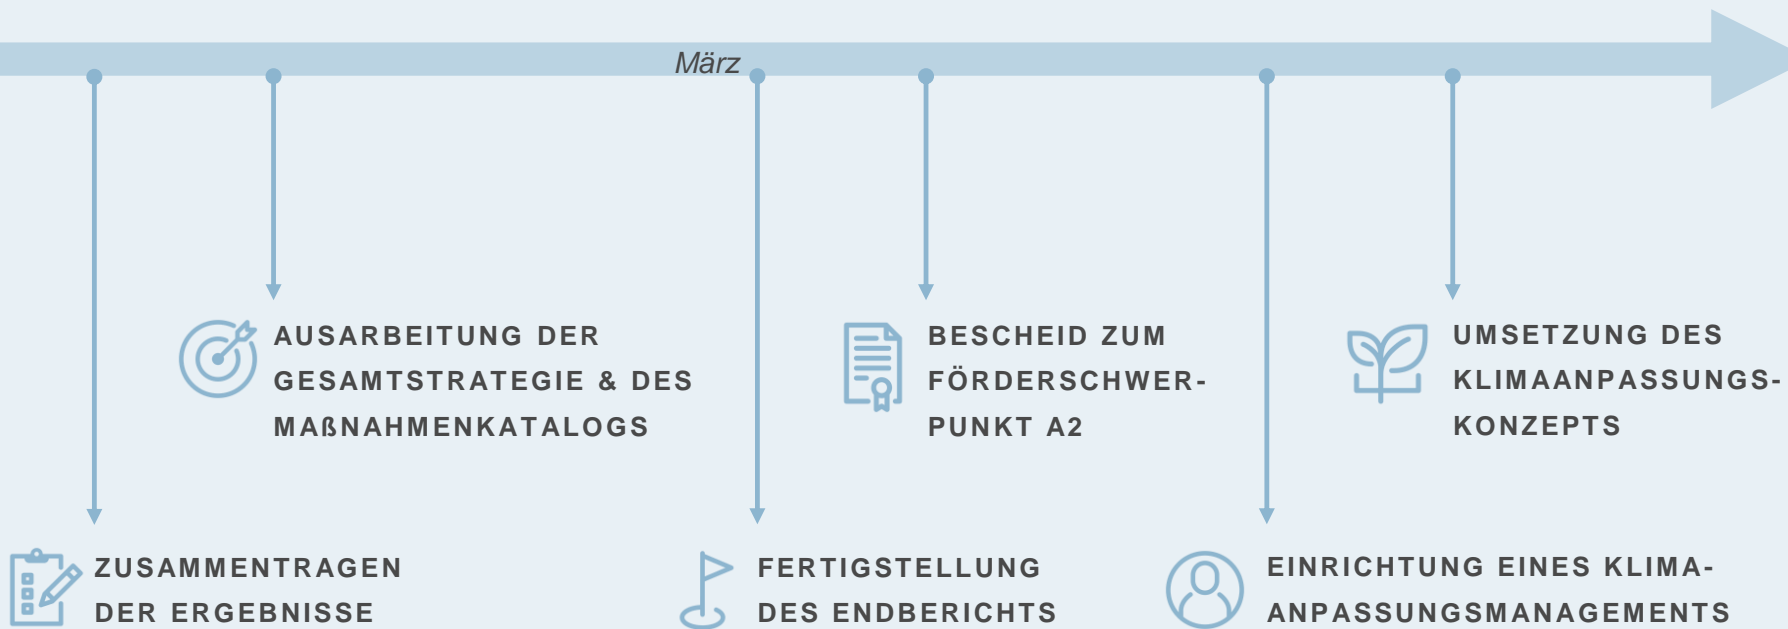 März
AUSARBEITUNG DER
GESAMTSTRATEGIE & DES
MAßNAHMENKATALOGS
BESCHEID ZUM
FÖRDERSCHWER-
PUNKT A2
UMSETZUNG DES
KLIMAANPASSUNGS-
KONZEPTS
ZUSAMMENTRAGEN
DER ERGEBNISSE
FERTIGSTELLUNG
DES ENDBERICHTS
EINRICHTUNG EINES KLIMA-
ANPASSUNGSMANAGEMENTS